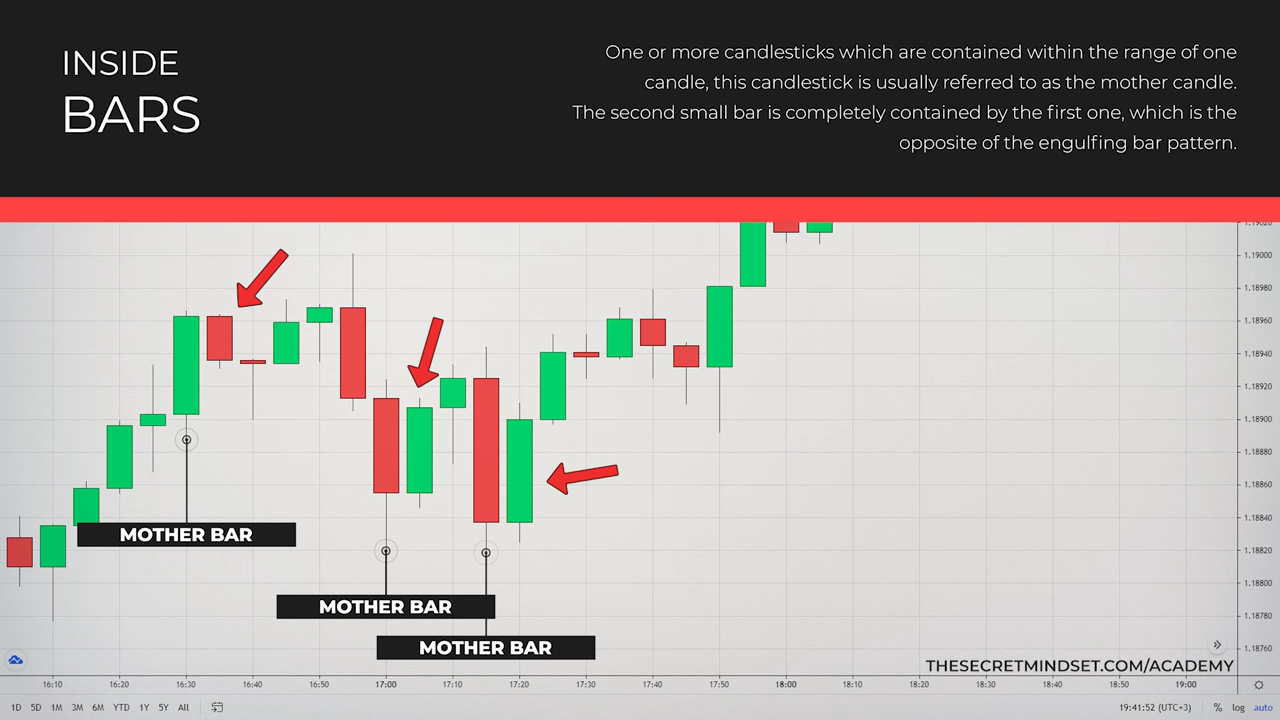 INSIDE
BARS
One or more candlesticks which are contained within the range of one
candle, this candlestick is usually referred to as the mother candle.
The second small bar is completely contained by the first one, which is the
opposite of the engulfing bar pattern.
1.19000
1.18980
1.18960
1.18940
1.18920
1.18900
1.18880
1.18860
1.18840
1.18820
1.18800
1.18780
1.18760
MOTHER BAR
MOTHER BAR
MOTHER BAR
THESECRETMINDSET.COM/ACADEMY
16:10 16:20 16:30 16:40 16:50 17:00 17:10 17:20 17:30 17:40 17:50 18:00 18:10 18:20 18:30 18:40 18:50 19:00
1D 5D 1M 3M 6M YTD 1Y 5Y All 19:41:52 (UTC+3) % log auto